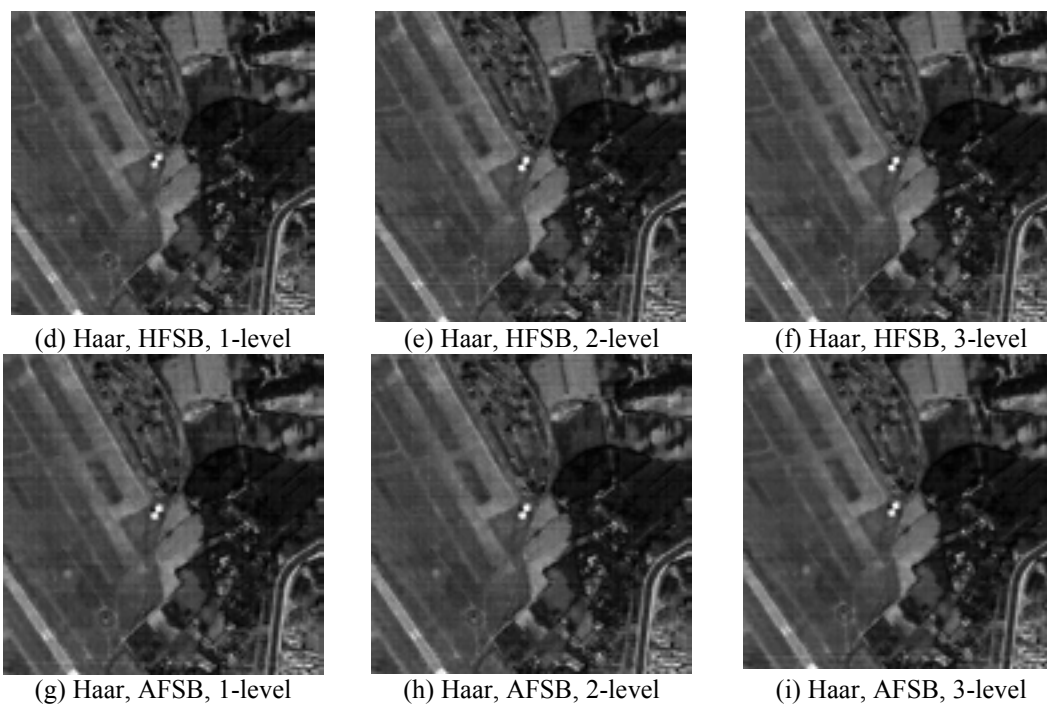 (d) Haar, HFSB, 1-level
(e) Haar, HFSB, 2-level
(f) Haar, HFSB, 3-level
(g) Haar, AFSB, 1-level
(h) Haar, AFSB, 2-level
(i) Haar, AFSB, 3-level